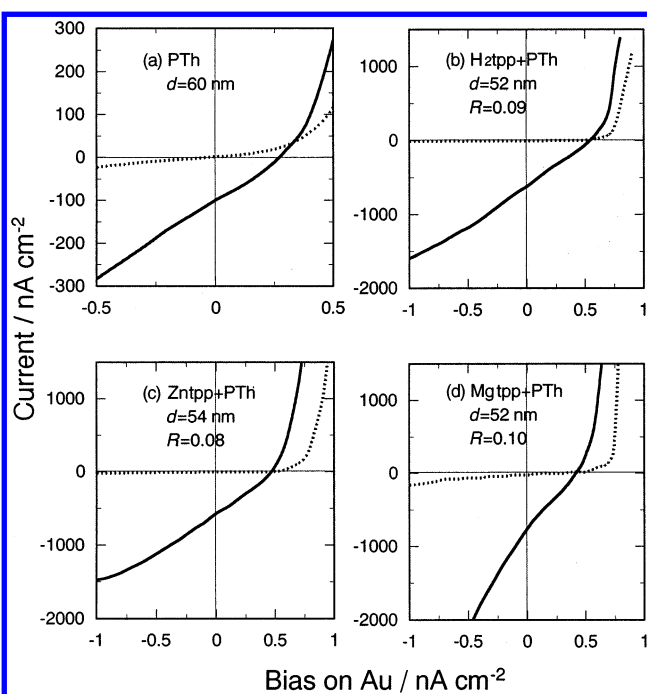 300
200
100
0
-100
-200
-300
-0.5
0
0.5
(a) PTh
d=60 nm
1000
0
-1000
-2000
-1
-0.5
0
0.5
1
(b) H2tpp+PTh
d=52 nm
R=0.09
1000
0
-1000
-2000
-1
-0.5
0
0.5
1
(c) Zntpp+PTh
d=54 nm
R=0.08
1000
0
-1000
-2000
-1
-0.5
0
0.5
1
(d) Mgtpp+PTh
d=52 nm
R=0.10
Current / nA cm-2
Bias on Au / nA cm-2